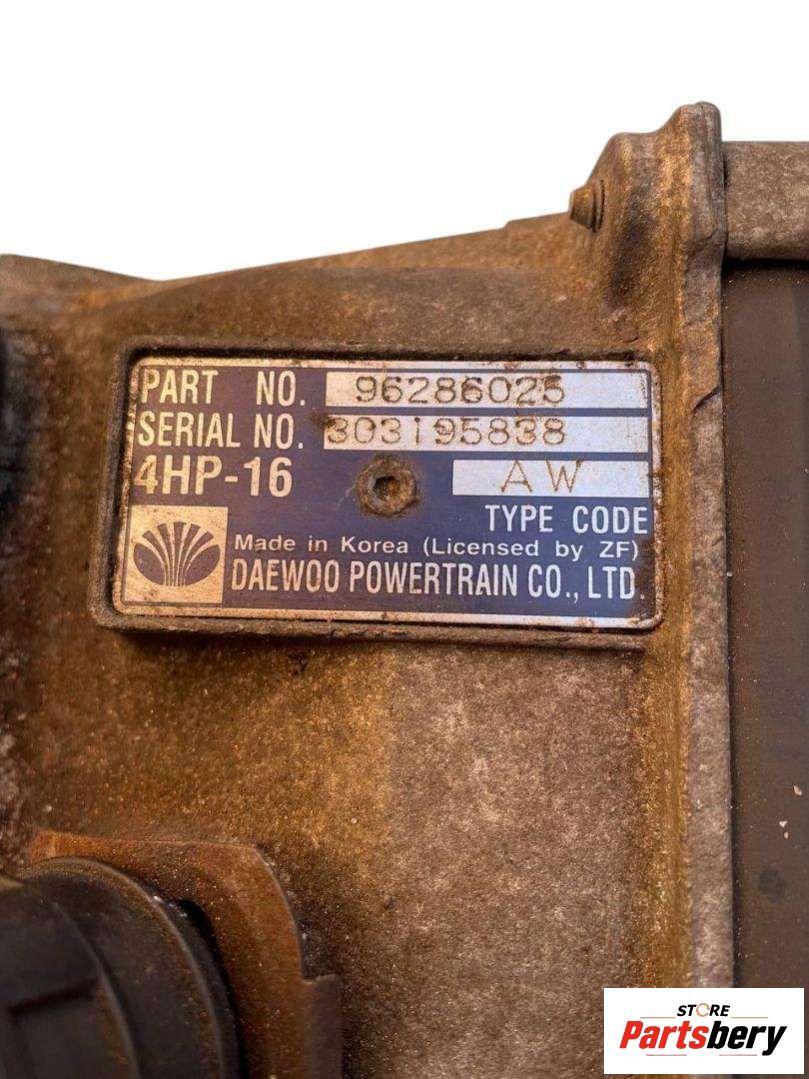 PART NO. 96286025
SERIAL NO. 303195838
4HP-16 AW
TYPE CODE
Made in Korea (Licensed by ZF)
DAEWOO POWERTRAIN CO., LTD.
STORE
Partsbery